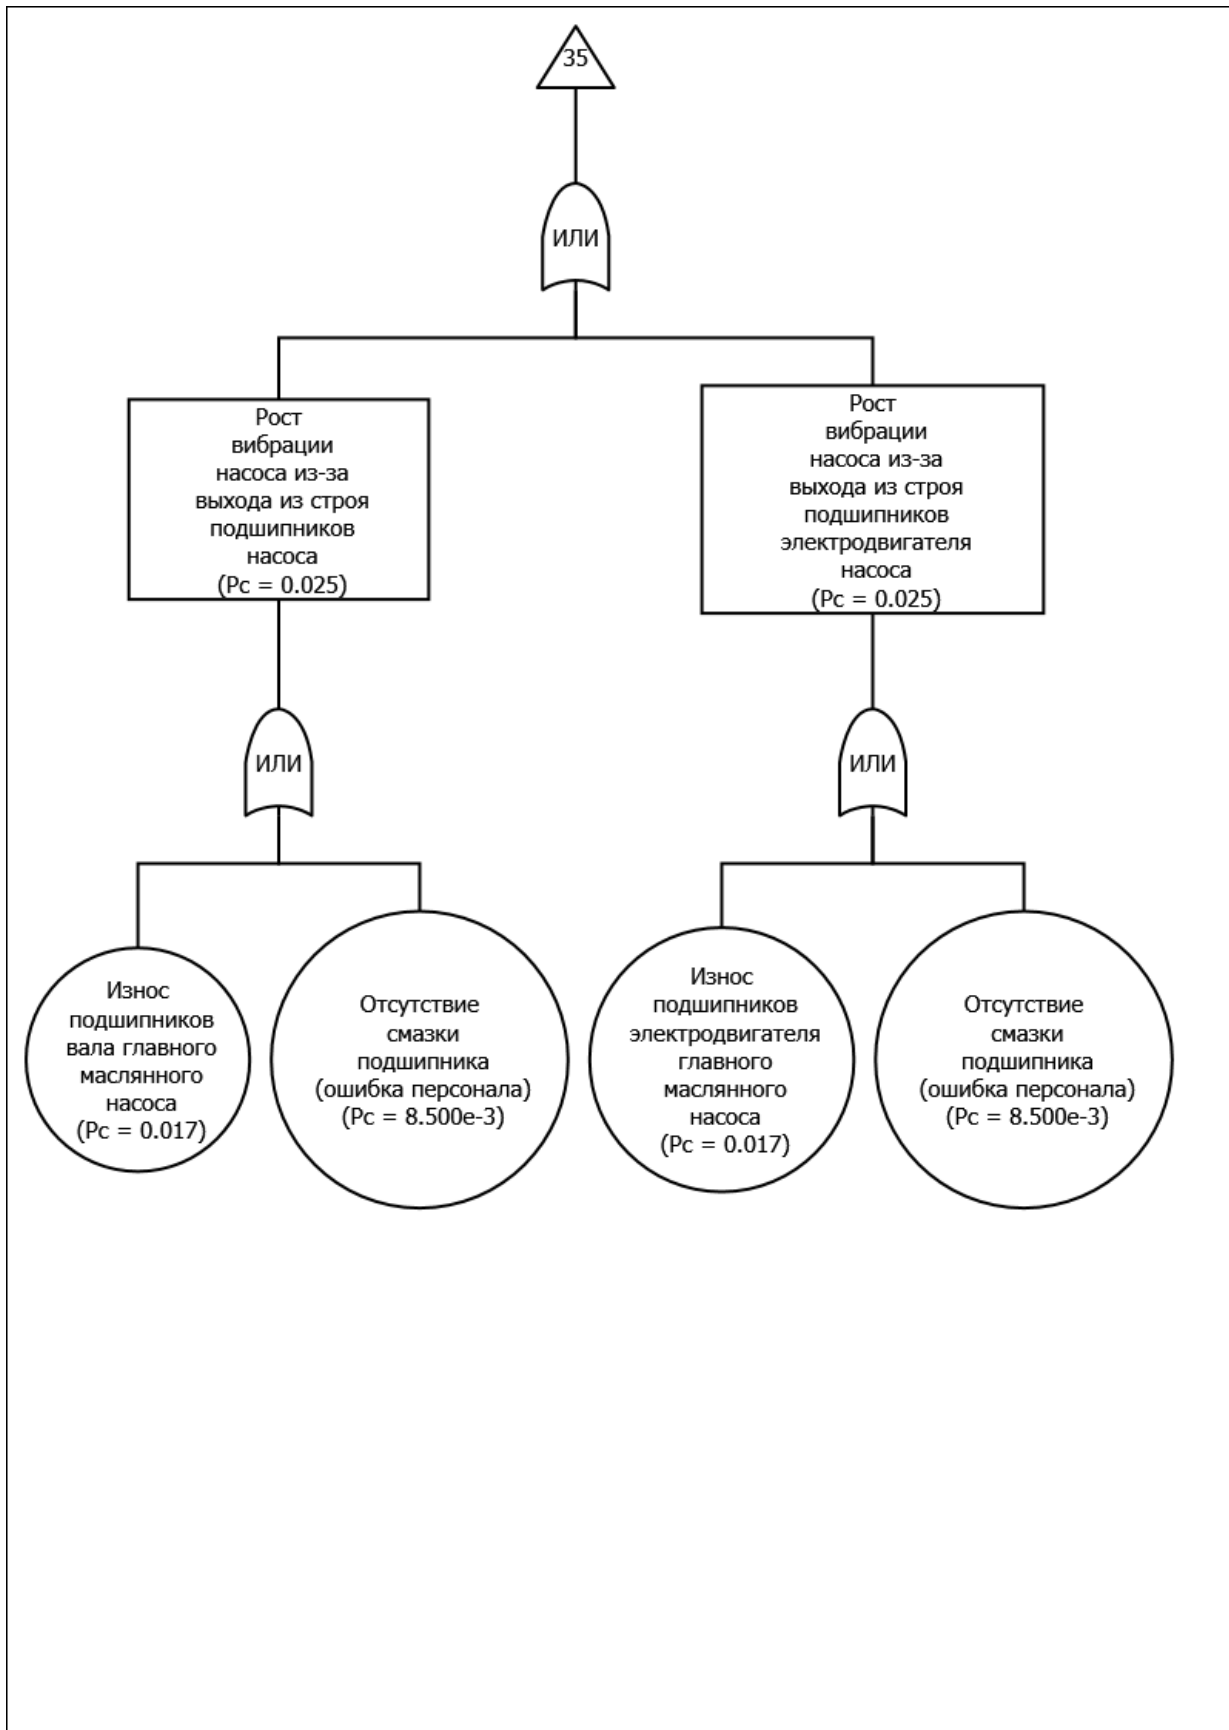 35
ИЛИ
Рост
вибрации
насоса из-за
выхода из строя
подшипников
насоса
(Pc = 0.025)
Рост
вибрации
насоса из-за
выхода из строя
подшипников
электродвигателя
насоса
(Pc = 0.025)
ИЛИ
ИЛИ
Износ
подшипников
вала главного
маслянного
насоса
(Pc = 0.017)
Отсутствие
смазки
подшипника
(ошибка персонала)
(Pc = 8.500e-3)
Износ
подшипников
электродвигателя
главного
маслянного
насоса
(Pc = 0.017)
Отсутствие
смазки
подшипника
(ошибка персонала)
(Pc = 8.500e-3)